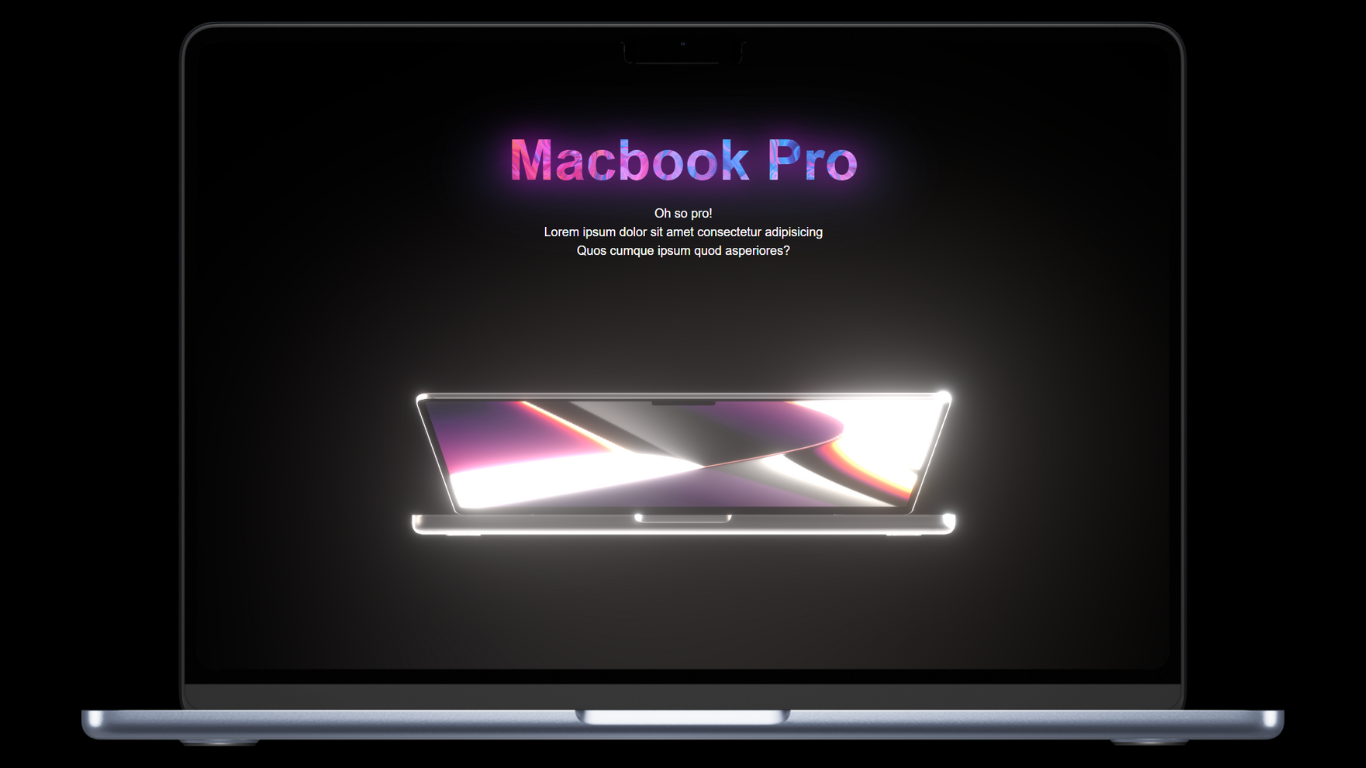 Macbook Pro
Oh so pro!
Lorem ipsum dolor sit amet consectetur adipisicing
Quos cumque ipsum quod asperiores?